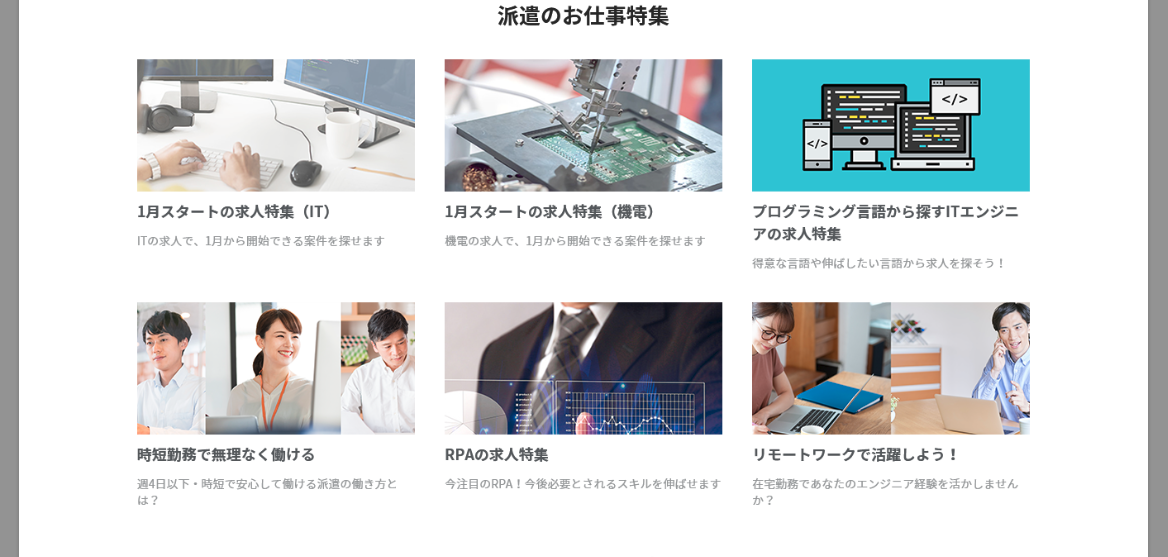 派遣のお仕事特集
1月スタートの求人特集（IT）
ITの求人で、1月から開始できる案件を探せます
1月スタートの求人特集（機電）
機電の求人で、1月から開始できる案件を探せます
</>
</>
プログラミング言語から探すITエンジニ
アの求人特集
得意な言語や伸ばしたい言語から求人を探そう！
時短勤務で無理なく働ける
週4日以下・時短で安心して働ける派遣の働き方と
は？
RPAの求人特集
今注目のRPA！今後必要とされるスキルを伸ばせます
リモートワークで活躍しよう！
在宅勤務であなたのエンジニア経験を活かしません
か？